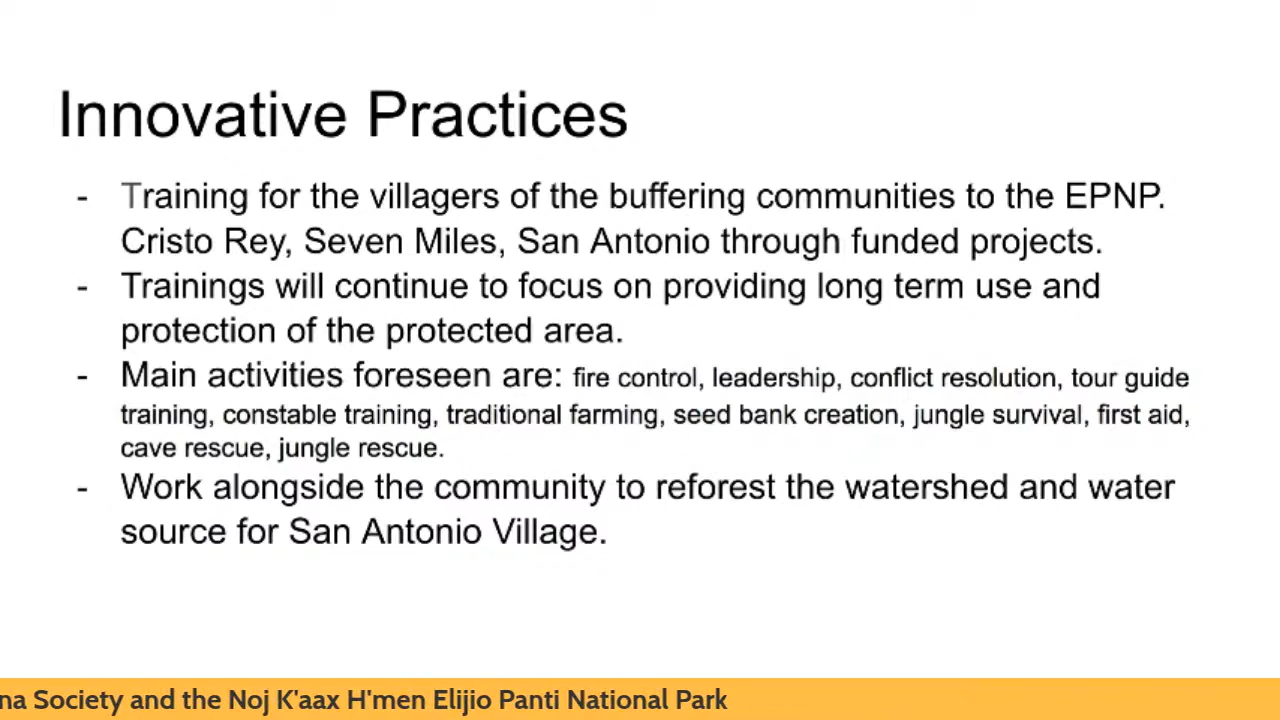 Innovative Practices
- Training for the villagers of the buffering communities to the EPNP.
Cristo Rey, Seven Miles, San Antonio through funded projects.
- Trainings will continue to focus on providing long term use and
protection of the protected area.
- Main activities foreseen are: fire control, leadership, conflict resolution, tour guide
training, constable training, traditional farming, seed bank creation, jungle survival, first aid,
cave rescue, jungle rescue.
- Work alongside the community to reforest the watershed and water
source for San Antonio Village.
na Society and the Noj K'aax H'men Elijio Panti National Park